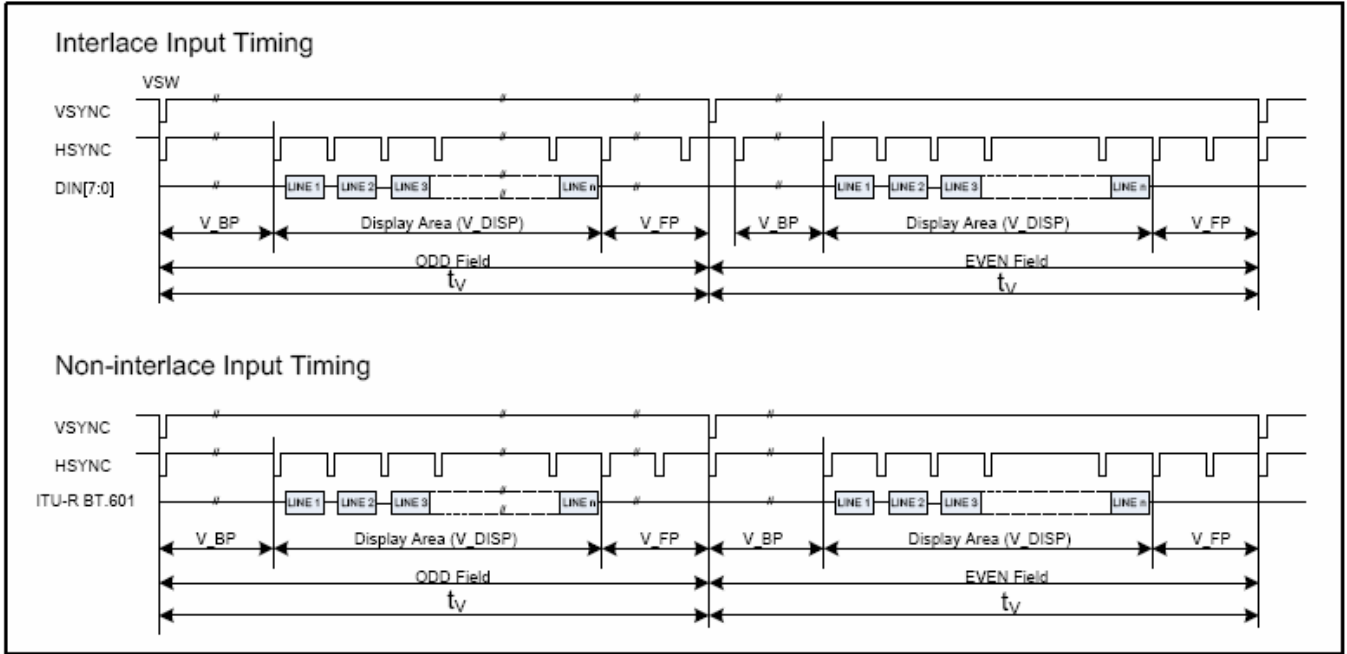 Interlace Input Timing
VSW
VSYNC
HSYNC
DIN[7:0] LINE 1 LINE 2 LINE 3 LINE n LINE 1 LINE 2 LINE 3 LINE n
V_BP Display Area (V_DISP) V_FP V_BP Display Area (V_DISP) V_FP
ODD Field EVEN Field
tV tV
Non-interlace Input Timing
VSYNC
HSYNC
ITU-R BT.601 LINE 1 LINE 2 LINE 3 LINE n LINE 1 LINE 2 LINE 3 LINE n
V_BP Display Area (V_DISP) V_FP V_BP Display Area (V_DISP) V_FP
ODD Field EVEN Field
tV tV